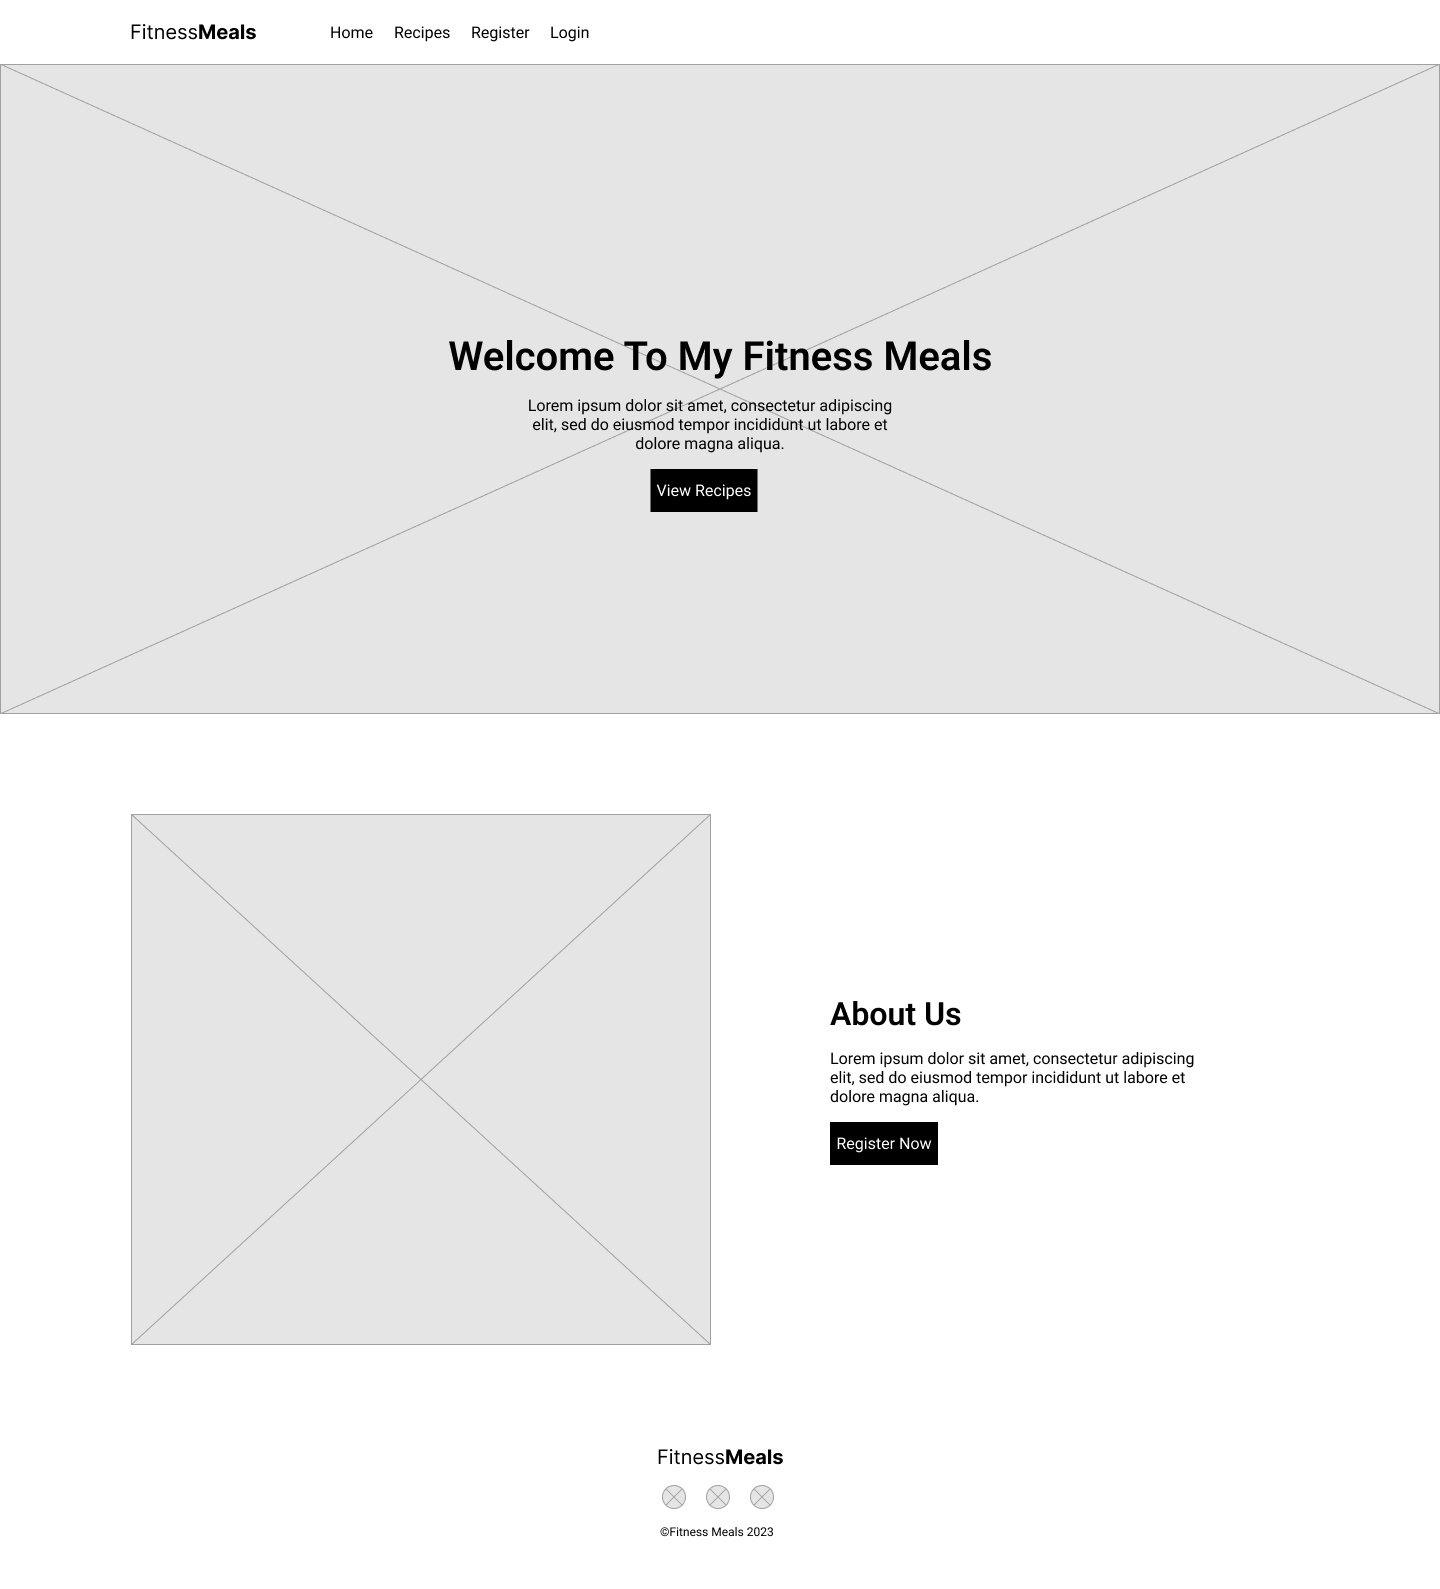 FitnessMeals Home Recipes Register Login
Welcome To My Fitness Meals
Lorem ipsum dolor sit amet, consectetur adipiscing
elit, sed do eiusmod tempor incididunt ut labore et
dolore magna aliqua.
View Recipes
About Us
Lorem ipsum dolor sit amet, consectetur adipiscing
elit, sed do eiusmod tempor incididunt ut labore et
dolore magna aliqua.
Register Now
FitnessMeals
©Fitness Meals 2023